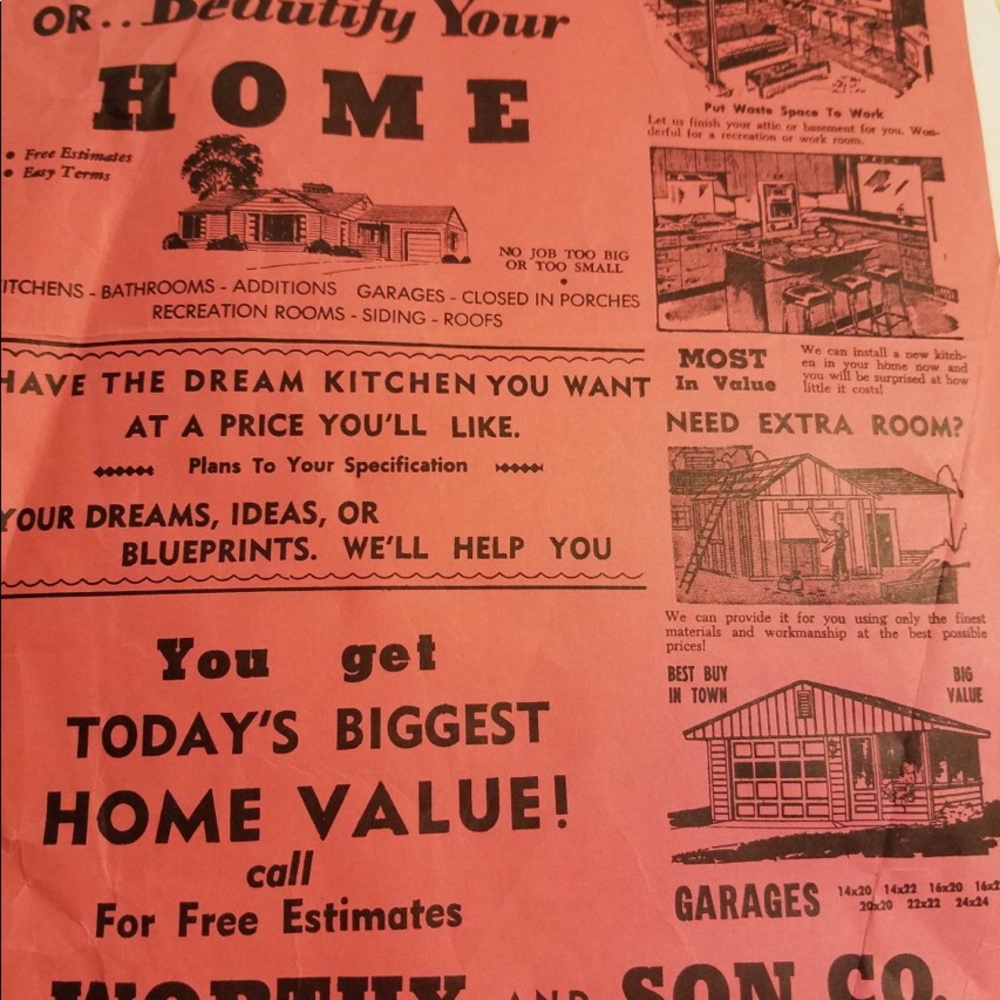 OR.. Beautify Your
HOME
• Free Estimates
• Easy Terms
NO JOB TOO BIG
OR TOO SMALL
ITCHENS - BATHROOMS - ADDITIONS GARAGES - CLOSED IN PORCHES
RECREATION ROOMS - SIDING - ROOFS
HAVE THE DREAM KITCHEN YOU WANT
AT A PRICE YOU'LL LIKE.
Plans To Your Specification
YOUR DREAMS, IDEAS, OR
BLUEPRINTS. WE'LL HELP YOU
You get
TODAY'S BIGGEST
HOME VALUE!
call
For Free Estimates
WORTHY AND SON CO.
Put Waste Space To Work
Let us finish your attic or basement for you. Won-
derful for a recreation or work room.
MOST
In Value
We can install a new kitch-
en in your home now and
you will be surprised at how
little it costs!
NEED EXTRA ROOM?
We can provide it for you using only the finest
materials and workmanship at the best possible
prices!
BEST BUY
IN TOWN
BIG
VALUE
GARAGES
14x20 14x22 16x20 16x2
20x20 22x22 24x24